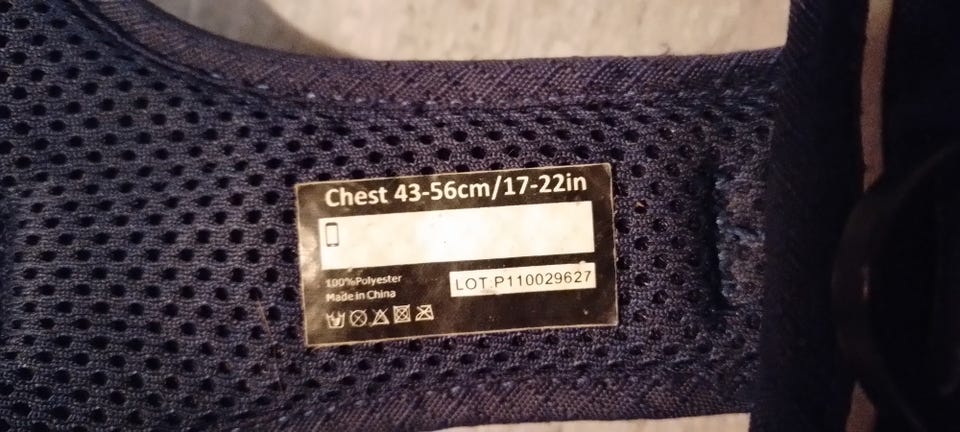 Chest 43-56cm/17-22in
100%Polyester
Made in China
LOT:P110029627